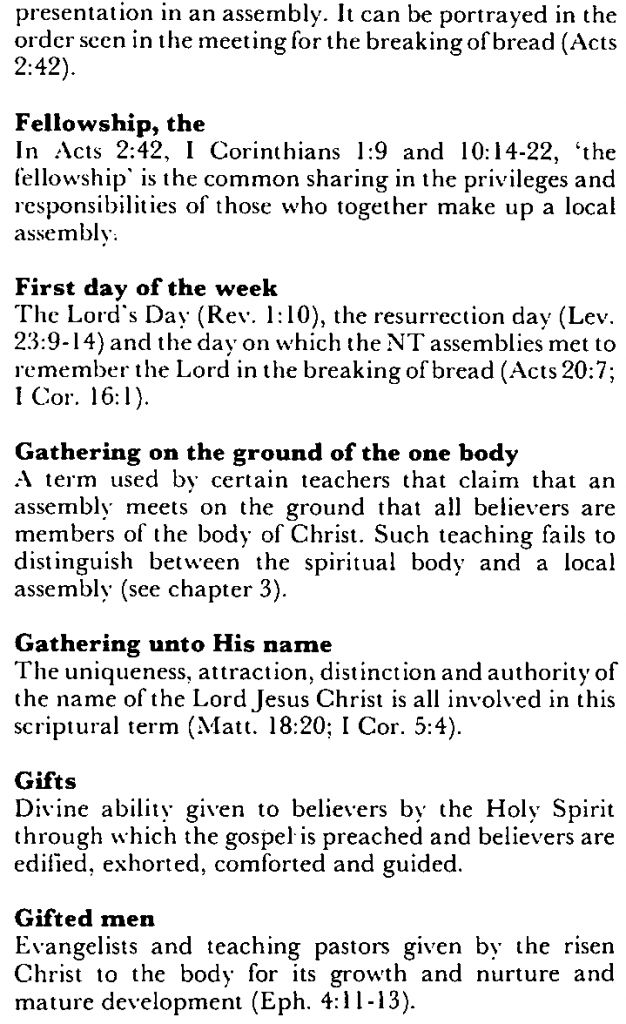 presentation in an assembly. It can be portrayed in the
order seen in the meeting for the breaking of bread (Acts
2:42).
Fellowship, the
In Acts 2:42, I Corinthians 1:9 and 10:14-22, 'the
fellowship' is the common sharing in the privileges and
responsibilities of those who together make up a local
assembly.
First day of the week
The Lord's Day (Rev. 1:10), the resurrection day (Lev.
23:9-14) and the day on which the NT assemblies met to
remember the Lord in the breaking of bread (Acts 20:7;
I Cor. 16:1).
Gathering on the ground of the one body
A term used by certain teachers that claim that an
assembly meets on the ground that all believers are
members of the body of Christ. Such teaching fails to
distinguish between the spiritual body and a local
assembly (see chapter 3).
Gathering unto His name
The uniqueness, attraction, distinction and authority of
the name of the Lord Jesus Christ is all involved in this
scriptural term (Matt. 18:20; I Cor. 5:4).
Gifts
Divine ability given to believers by the Holy Spirit
through which the gospel is preached and believers are
edified, exhorted, comforted and guided.
Gifted men
Evangelists and teaching pastors given by the risen
Christ to the body for its growth and nurture and
mature development (Eph. 4:11-13).